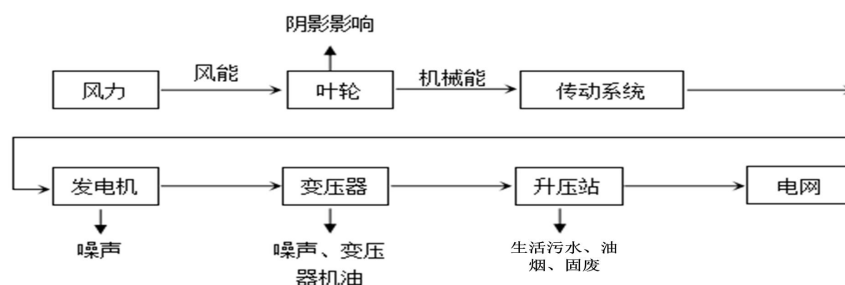 阴影影响
风力
风能
叶轮
机械能
传动系统
发电机
变压器
升压站
电网
噪声
噪声、变压
器机油
生活污水、油
烟、固废